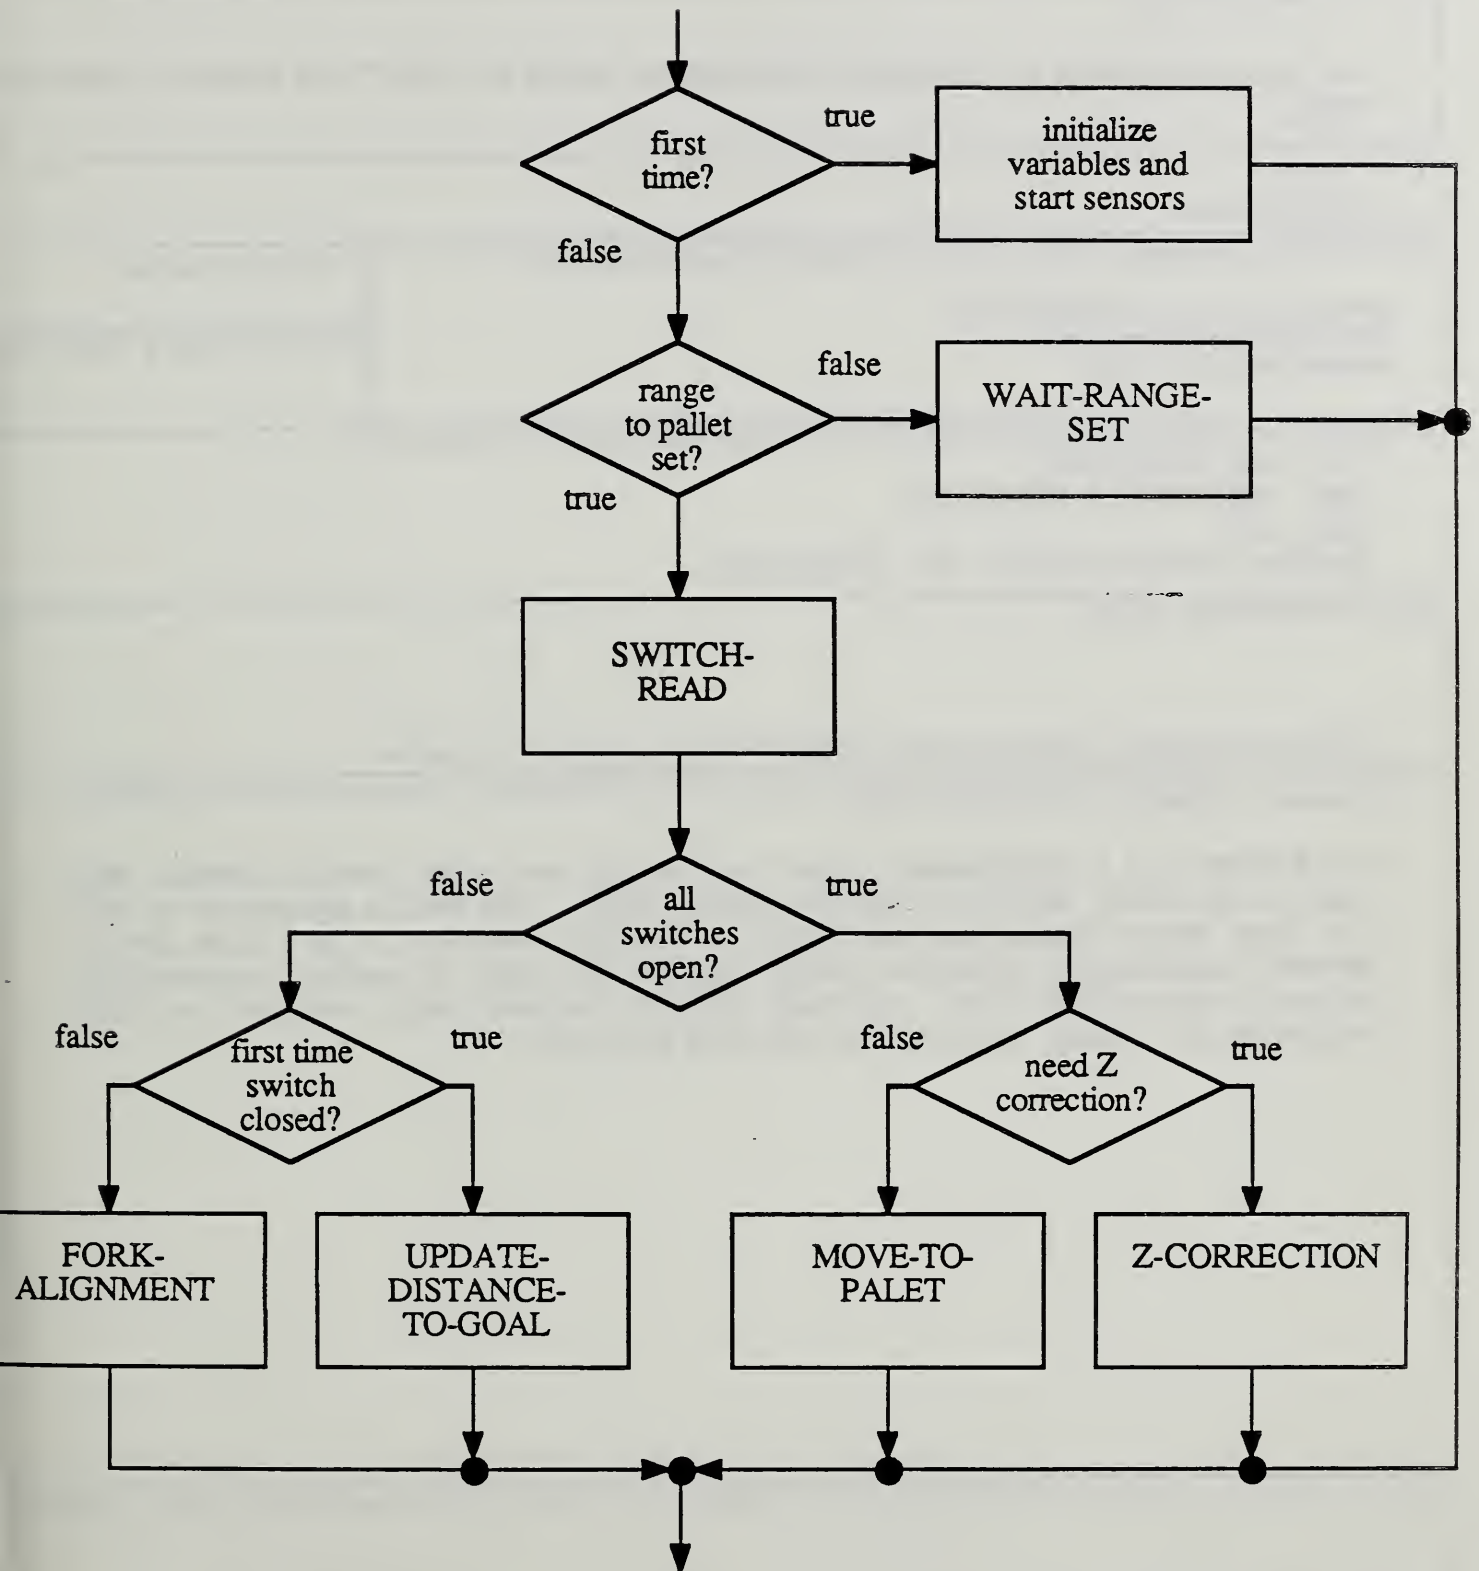 first
time?
true
initialize
variables and
start sensors
false
range
to pallet
set?
false
WAIT-RANGE-
SET
true
SWITCH-
READ
all
switches
open?
false
true
first time
switch
closed?
false
true
need Z
correction?
false
true
FORK-
ALIGNMENT
UPDATE-
DISTANCE-
TO-GOAL
MOVE-TO-
PALET
Z-CORRECTION